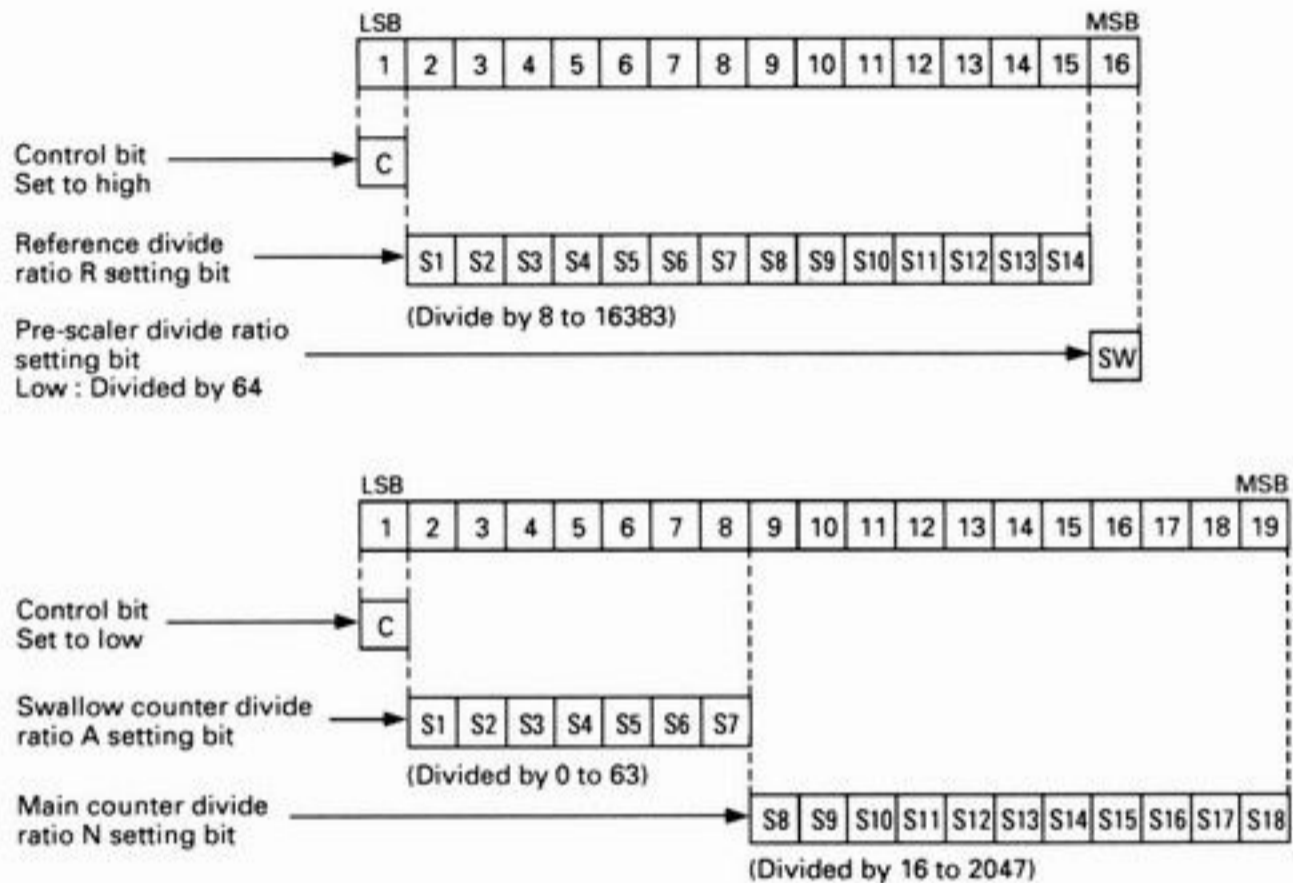 LSB MSB
1 2 3 4 5 6 7 8 9 10 11 12 13 14 15 16
Control bit
Set to high
C
Reference divide
ratio R setting bit
S1 S2 S3 S4 S5 S6 S7 S8 S9 S10 S11 S12 S13 S14
(Divide by 8 to 16383)
Pre-scaler divide ratio
setting bit
Low : Divided by 64
SW
LSB MSB
1 2 3 4 5 6 7 8 9 10 11 12 13 14 15 16 17 18 19
Control bit
Set to low
C
Swallow counter divide
ratio A setting bit
S1 S2 S3 S4 S5 S6 S7
(Divided by 0 to 63)
Main counter divide
ratio N setting bit
S8 S9 S10 S11 S12 S13 S14 S15 S16 S17 S18
(Divided by 16 to 2047)